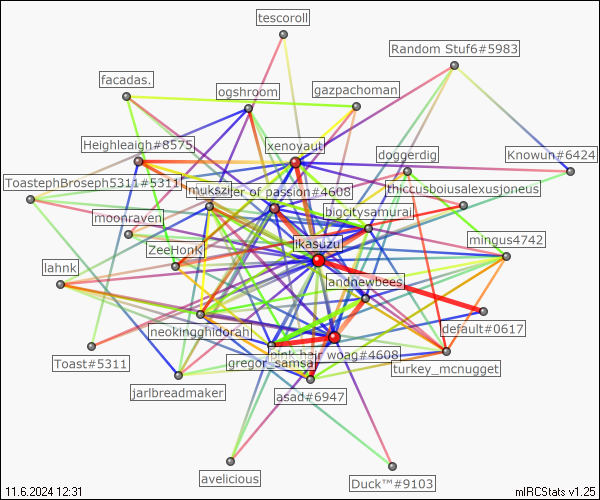 tescoroll
Random Stuf6#5983
facadas.
ogshroom
gazpachoman
Heighleaigh#8575
xenoyaut
doggerdig
Knowun#6424
ToastephBroseph5311#5311
mukszi
er of passion#4608
thiccusboiusalexusjoneus
moonraven
bigcitysamurai
ZeeHonK
ikasuzu
mingus4742
lahnk
andnewbees
neokingghidorah
default#0617
Toast#5311
pink hair woag#4608
gregor_samsa
turkey_mcnugget
jarlbreadmaker
asad#6947
avelicious
Duck™#9103
11.6.2024 12:31
mIRCStats v1.25